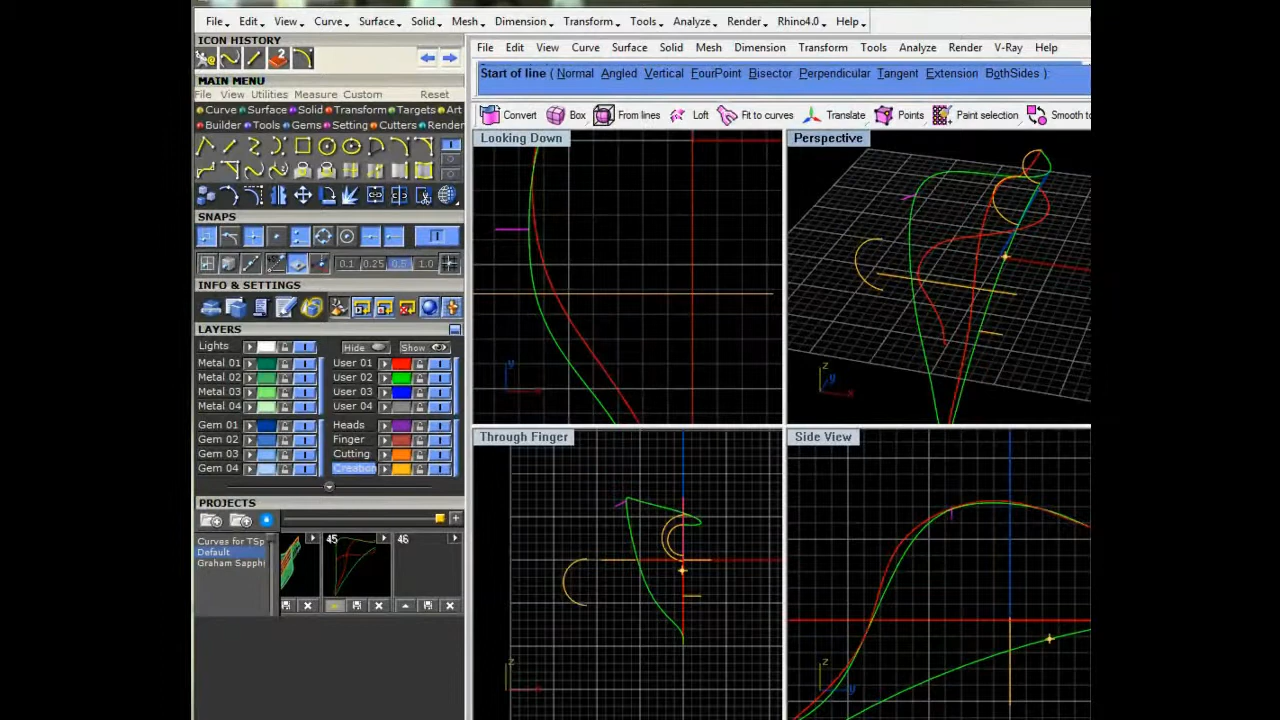 File Edit View Curve Surface Solid Mesh Dimension Transform Tools Analyze Render Rhino4.0 Help
ICON HISTORY
MAIN MENU
File View Utilities Measure Custom Reset
Curve Surface Solid Transform Targets Art
Builder Tools Gems Setting Cutters Render
SNAPS
0.1 0.25 0.5 1.0
INFO & SETTINGS
LAYERS
Lights Hide Show
Metal 01 User 01
Metal 02 User 02
Metal 03 User 03
Metal 04 User 04
Gem 01 Heads
Gem 02 Finger
Gem 03 Cutting
Gem 04 Creation
PROJECTS
Curves for TSp
Default
Graham Sapph
45 46
File Edit View Curve Surface Solid Mesh Dimension Transform Tools Analyze Render V-Ray Help
Start of line ( Normal Angled Vertical FourPoint Bisector Perpendicular Tangent Extension BothSides ):
Convert Box From lines Loft Fit to curves Translate Points Paint selection Smooth to
Looking Down
y
Perspective
z
y
x
Through Finger
z
x
Side View
z
y